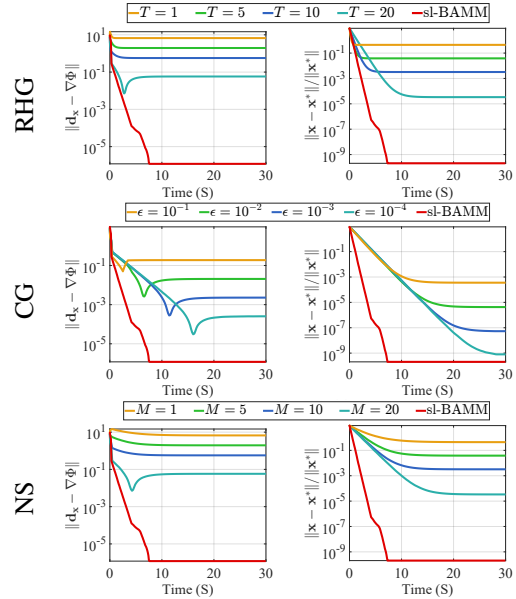 T = 1 T = 5 T = 10 T = 20 sl-BAMM
RHG
‖d_x − ∇Φ‖
10^1
10^-1
10^-3
10^-5
0 10 20 30
Time (S)
‖x − x*‖/‖x*‖
10^-1
10^-3
10^-5
10^-7
10^-9
0 10 20 30
Time (S)
ϵ = 10^-1 ϵ = 10^-2 ϵ = 10^-3 ϵ = 10^-4 sl-BAMM
CG
‖d_x − ∇Φ‖
10^-1
10^-3
10^-5
0 10 20 30
Time (S)
‖x − x*‖/‖x*‖
10^-1
10^-3
10^-5
10^-7
10^-9
0 10 20 30
Time (S)
M = 1 M = 5 M = 10 M = 20 sl-BAMM
NS
‖d_x − ∇Φ‖
10^1
10^-1
10^-3
10^-5
0 10 20 30
Time (S)
‖x − x*‖/‖x*‖
10^-1
10^-3
10^-5
10^-7
10^-9
0 10 20 30
Time (S)